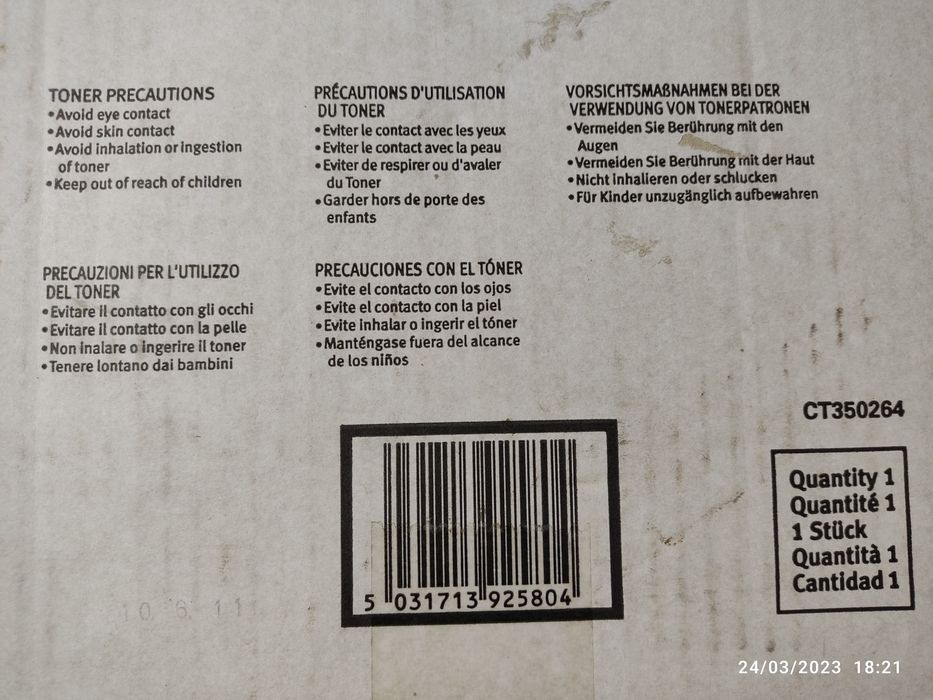 TONER PRECAUTIONS
•Avoid eye contact
•Avoid skin contact
•Avoid inhalation or ingestion
of toner
•Keep out of reach of children
PRÉCAUTIONS D'UTILISATION
DU TONER
•Eviter le contact avec les yeux
•Eviter le contact avec la peau
•Eviter de respirer ou d'avaler
du Toner
•Garder hors de porte des
enfants
VORSICHTSMAßNAHMEN BEI DER
VERWENDUNG VON TONERPATRONEN
•Vermeiden Sie Berührung mit den
Augen
•Vermeiden Sie Berührung mit der Haut
•Nicht inhalieren oder schlucken
•Für Kinder unzugänglich aufbewahren
PRECAUZIONI PER L'UTILIZZO
DEL TONER
•Evitare il contatto con gli occhi
•Evitare il contatto con la pelle
•Non inalare o ingerire il toner
•Tenere lontano dai bambini
PRECAUCIONES CON EL TÓNER
•Evite el contacto con los ojos
•Evite el contacto con la piel
•Evite inhalar o ingerir el tóner
•Manténgase fuera del alcance
de los niños
CT350264
Quantity 1
Quantité 1
1 Stück
Quantità 1
Cantidad 1
5 031713 925804
10 6 11
24/03/2023 18:21